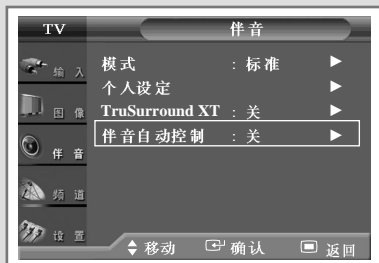 TV
伴音
输入
图像
伴音
频道
设置
模式 : 标准
个人设定
TruSurround XT : 关
伴音自动控制 : 关
移动 确认 返回